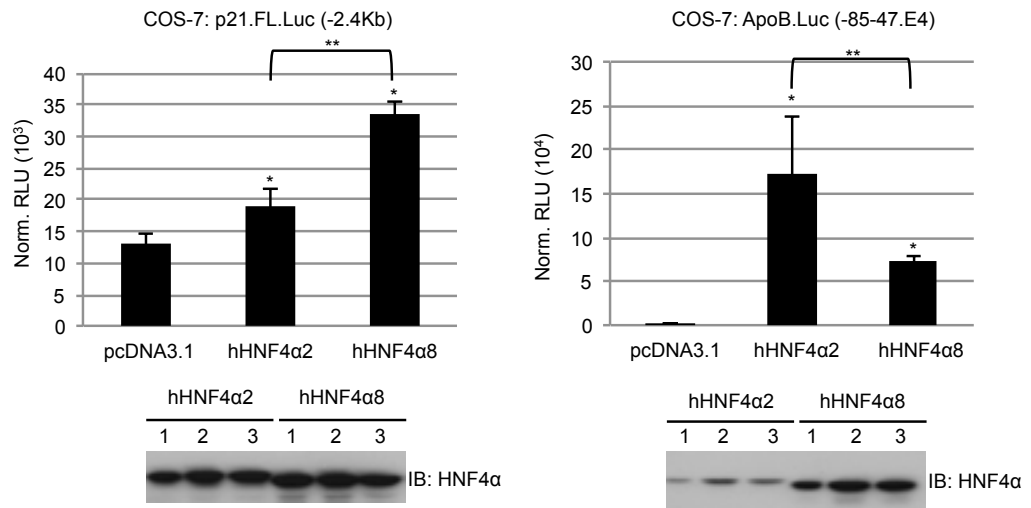 COS-7: p21.FL.Luc (-2.4Kb)
**
40
35
30
25
20
15
10
5
0
Norm. RLU (10³)
*
*
pcDNA3.1
hHNF4α2
hHNF4α8
hHNF4α2 hHNF4α8
1 2 3 1 2 3
IB: HNF4α
COS-7: ApoB.Luc (-85-47.E4)
**
30
25
20
15
10
5
0
Norm. RLU (10⁴)
*
*
pcDNA3.1
hHNF4α2
hHNF4α8
hHNF4α2 hHNF4α8
1 2 3 1 2 3
IB: HNF4α